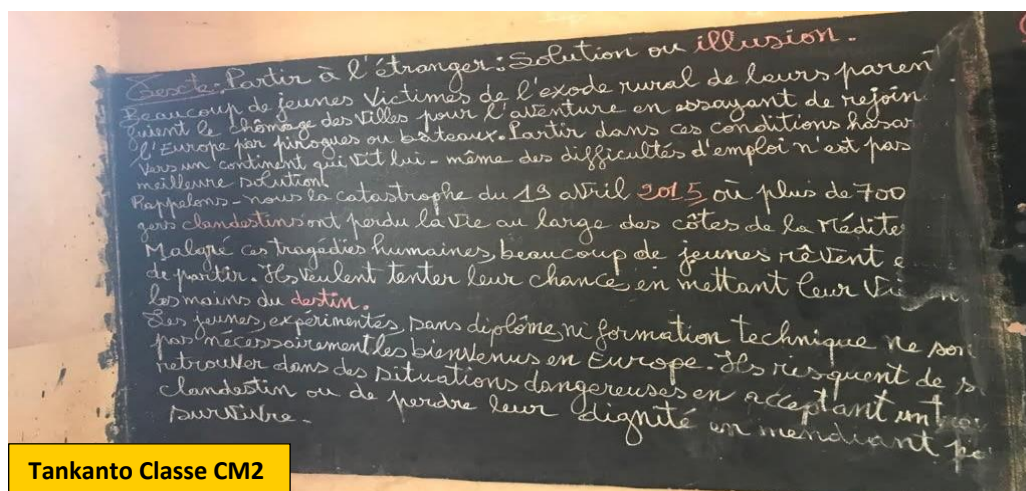 Texte: Partir à l'étranger: Solution ou illusion.
Beaucoup de jeunes Victimes de l'exode rural de leurs paren
fuient le chômage des Villes pour l'aventure en essayant de rejoin
l'Europe par pirogues ou bateaux. Partir dans ces conditions hasar
Vers un continent qui vit lui-même des difficultés d'emploi n'est pas
meilleure solution.
Rappelons-nous la catastrophe du 19 avril 2015 où plus de 700
gers clandestins ont perdu la vie au large des côtes de la Médite
Malgré ces tragédies humaines, beaucoup de jeunes rêvent e
de partir. Ils veulent tenter leur chance en mettant leur Vi
les mains du destin.
Les jeunes, expérimentés, sans diplôme, ni formation technique ne son
pas nécessairement les bienvenus en Europe. Ils risquent de s
retrouver dans des situations dangereuses en acceptant un
clandestin ou de perdre leur dignité en mendiant po
survivre.
Tankanto Classe CM2